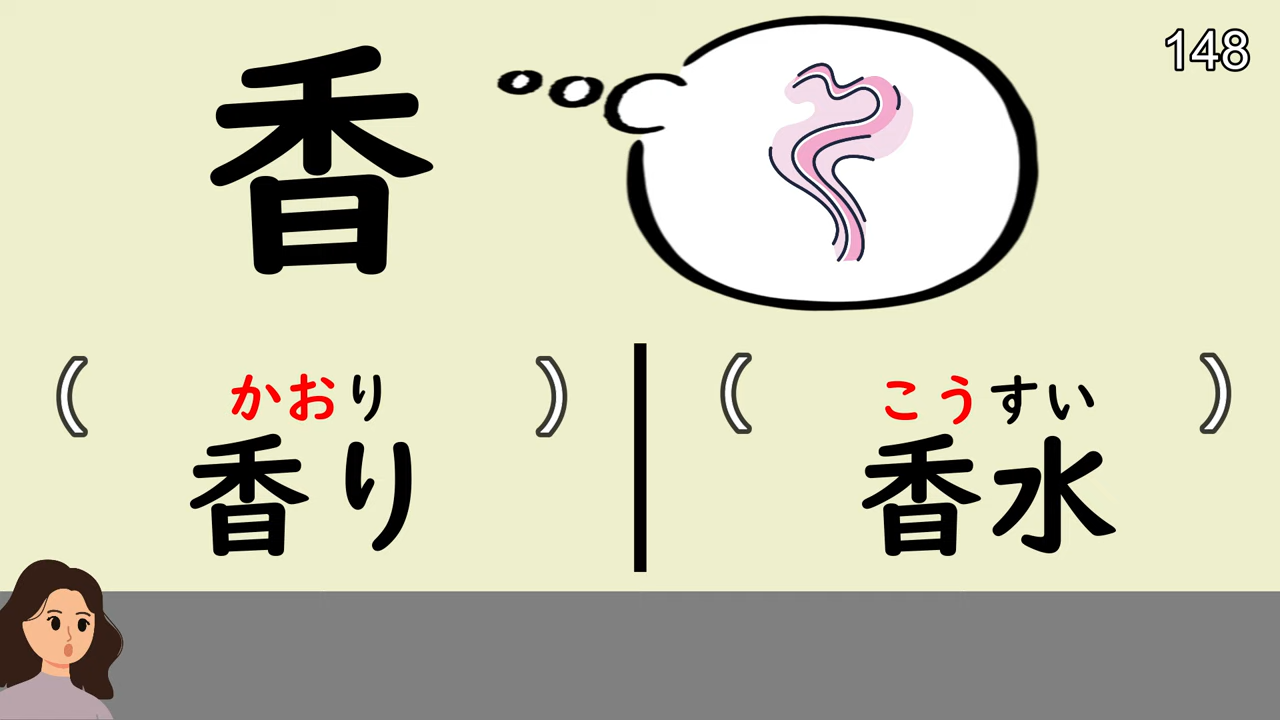 148
香
( かおり )
香り
( こうすい )
香水